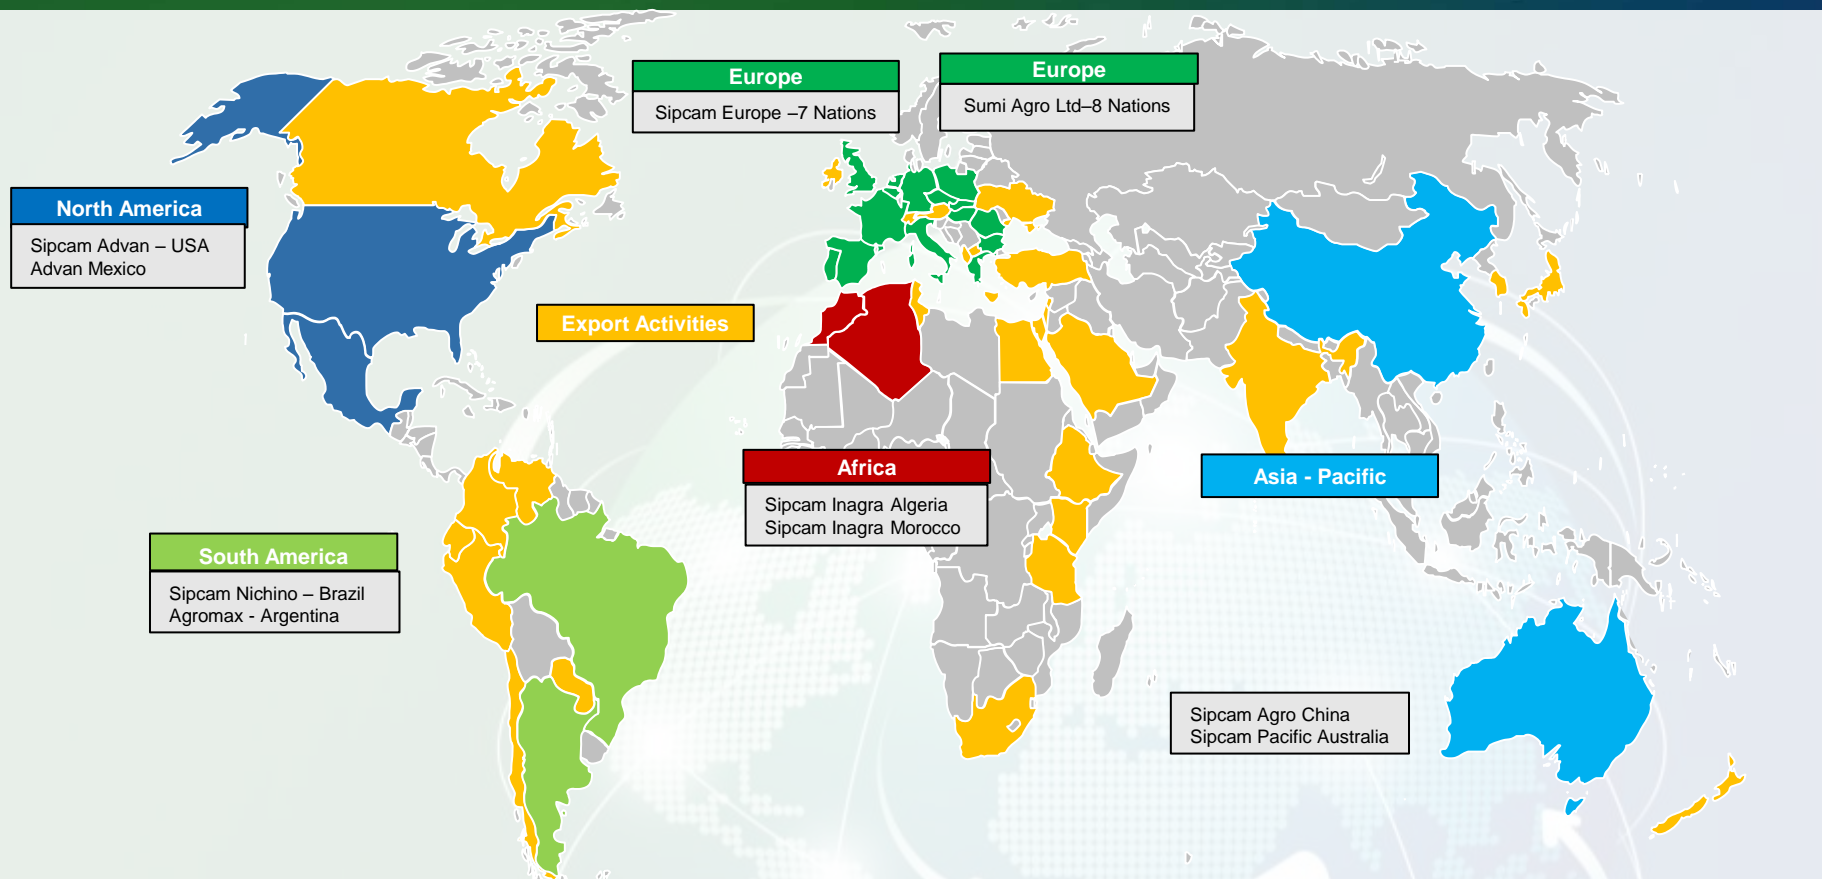 Europe
Sipcam Europe –7 Nations
Europe
Sumi Agro Ltd–8 Nations
North America
Sipcam Advan – USA
Advan Mexico
Export Activities
Africa
Sipcam Inagra Algeria
Sipcam Inagra Morocco
Asia - Pacific
South America
Sipcam Nichino – Brazil
Agromax - Argentina
Sipcam Agro China
Sipcam Pacific Australia